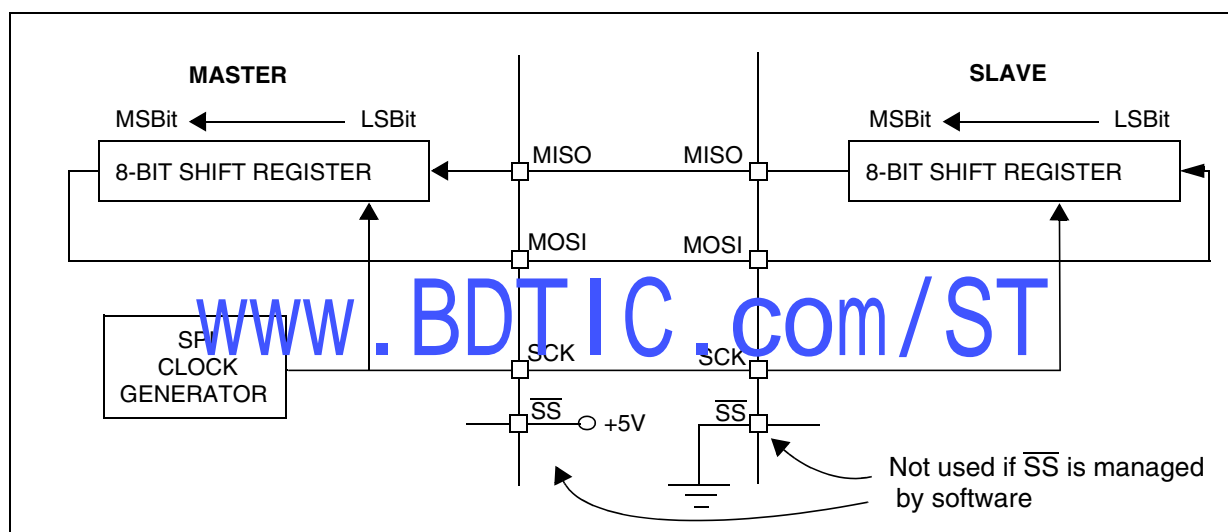 MASTER
SLAVE
MSBit
LSBit
MSBit
LSBit
8-BIT SHIFT REGISTER
MISO
MISO
8-BIT SHIFT REGISTER
MOSI
MOSI
www.BDTIC.com/ST
SPI
CLOCK
GENERATOR
SCK
SCK
SS
+5V
SS
Not used if SS is managed
by software